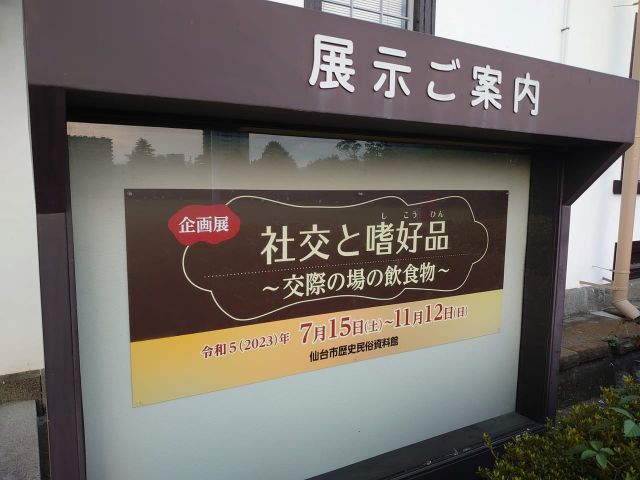 展示ご案内
企画展
しこうひん
社交と嗜好品
～交際の場の飲食物～
令和5(2023)年 7月15日(土)～11月12日(日)
仙台市歴史民俗資料館